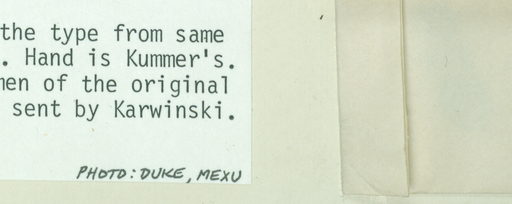 the type from same
. Hand is Kummer's.
men of the original
sent by Karwinski.
PHOTO: DUKE, MEXU